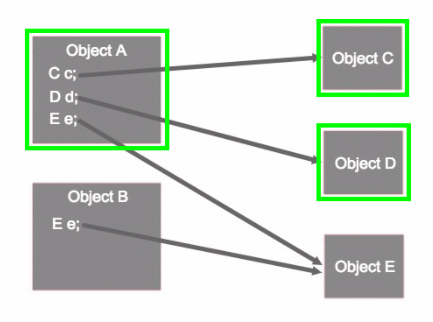 Object A
C c;
D d;
E e;
Object B
E e;
Object C
Object D
Object E